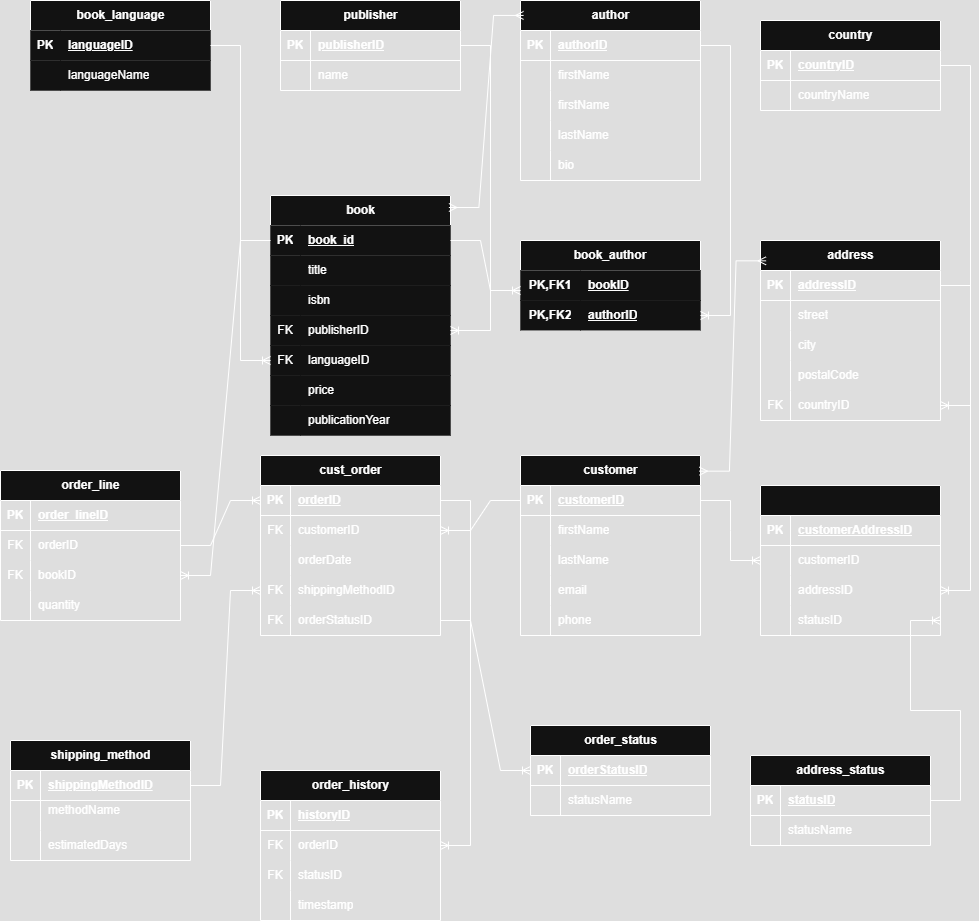 book_language
PK languageID
languageName
publisher
PK publisherID
name
author
PK authorID
firstName
firstName
lastName
bio
country
PK countryID
countryName
book
PK book_id
title
isbn
FK publisherID
FK languageID
price
publicationYear
book_author
PK,FK1 bookID
PK,FK2 authorID
address
PK addressID
street
city
postalCode
FK countryID
order_line
PK order_lineID
FK orderID
FK bookID
quantity
cust_order
PK orderID
FK customerID
orderDate
FK shippingMethodID
FK orderStatusID
customer
PK customerID
firstName
lastName
email
phone
PK customerAddressID
customerID
addressID
statusID
shipping_method
PK shippingMethodID
methodName
estimatedDays
order_history
PK historyID
FK orderID
FK statusID
timestamp
order_status
PK orderStatusID
statusName
address_status
PK statusID
statusName